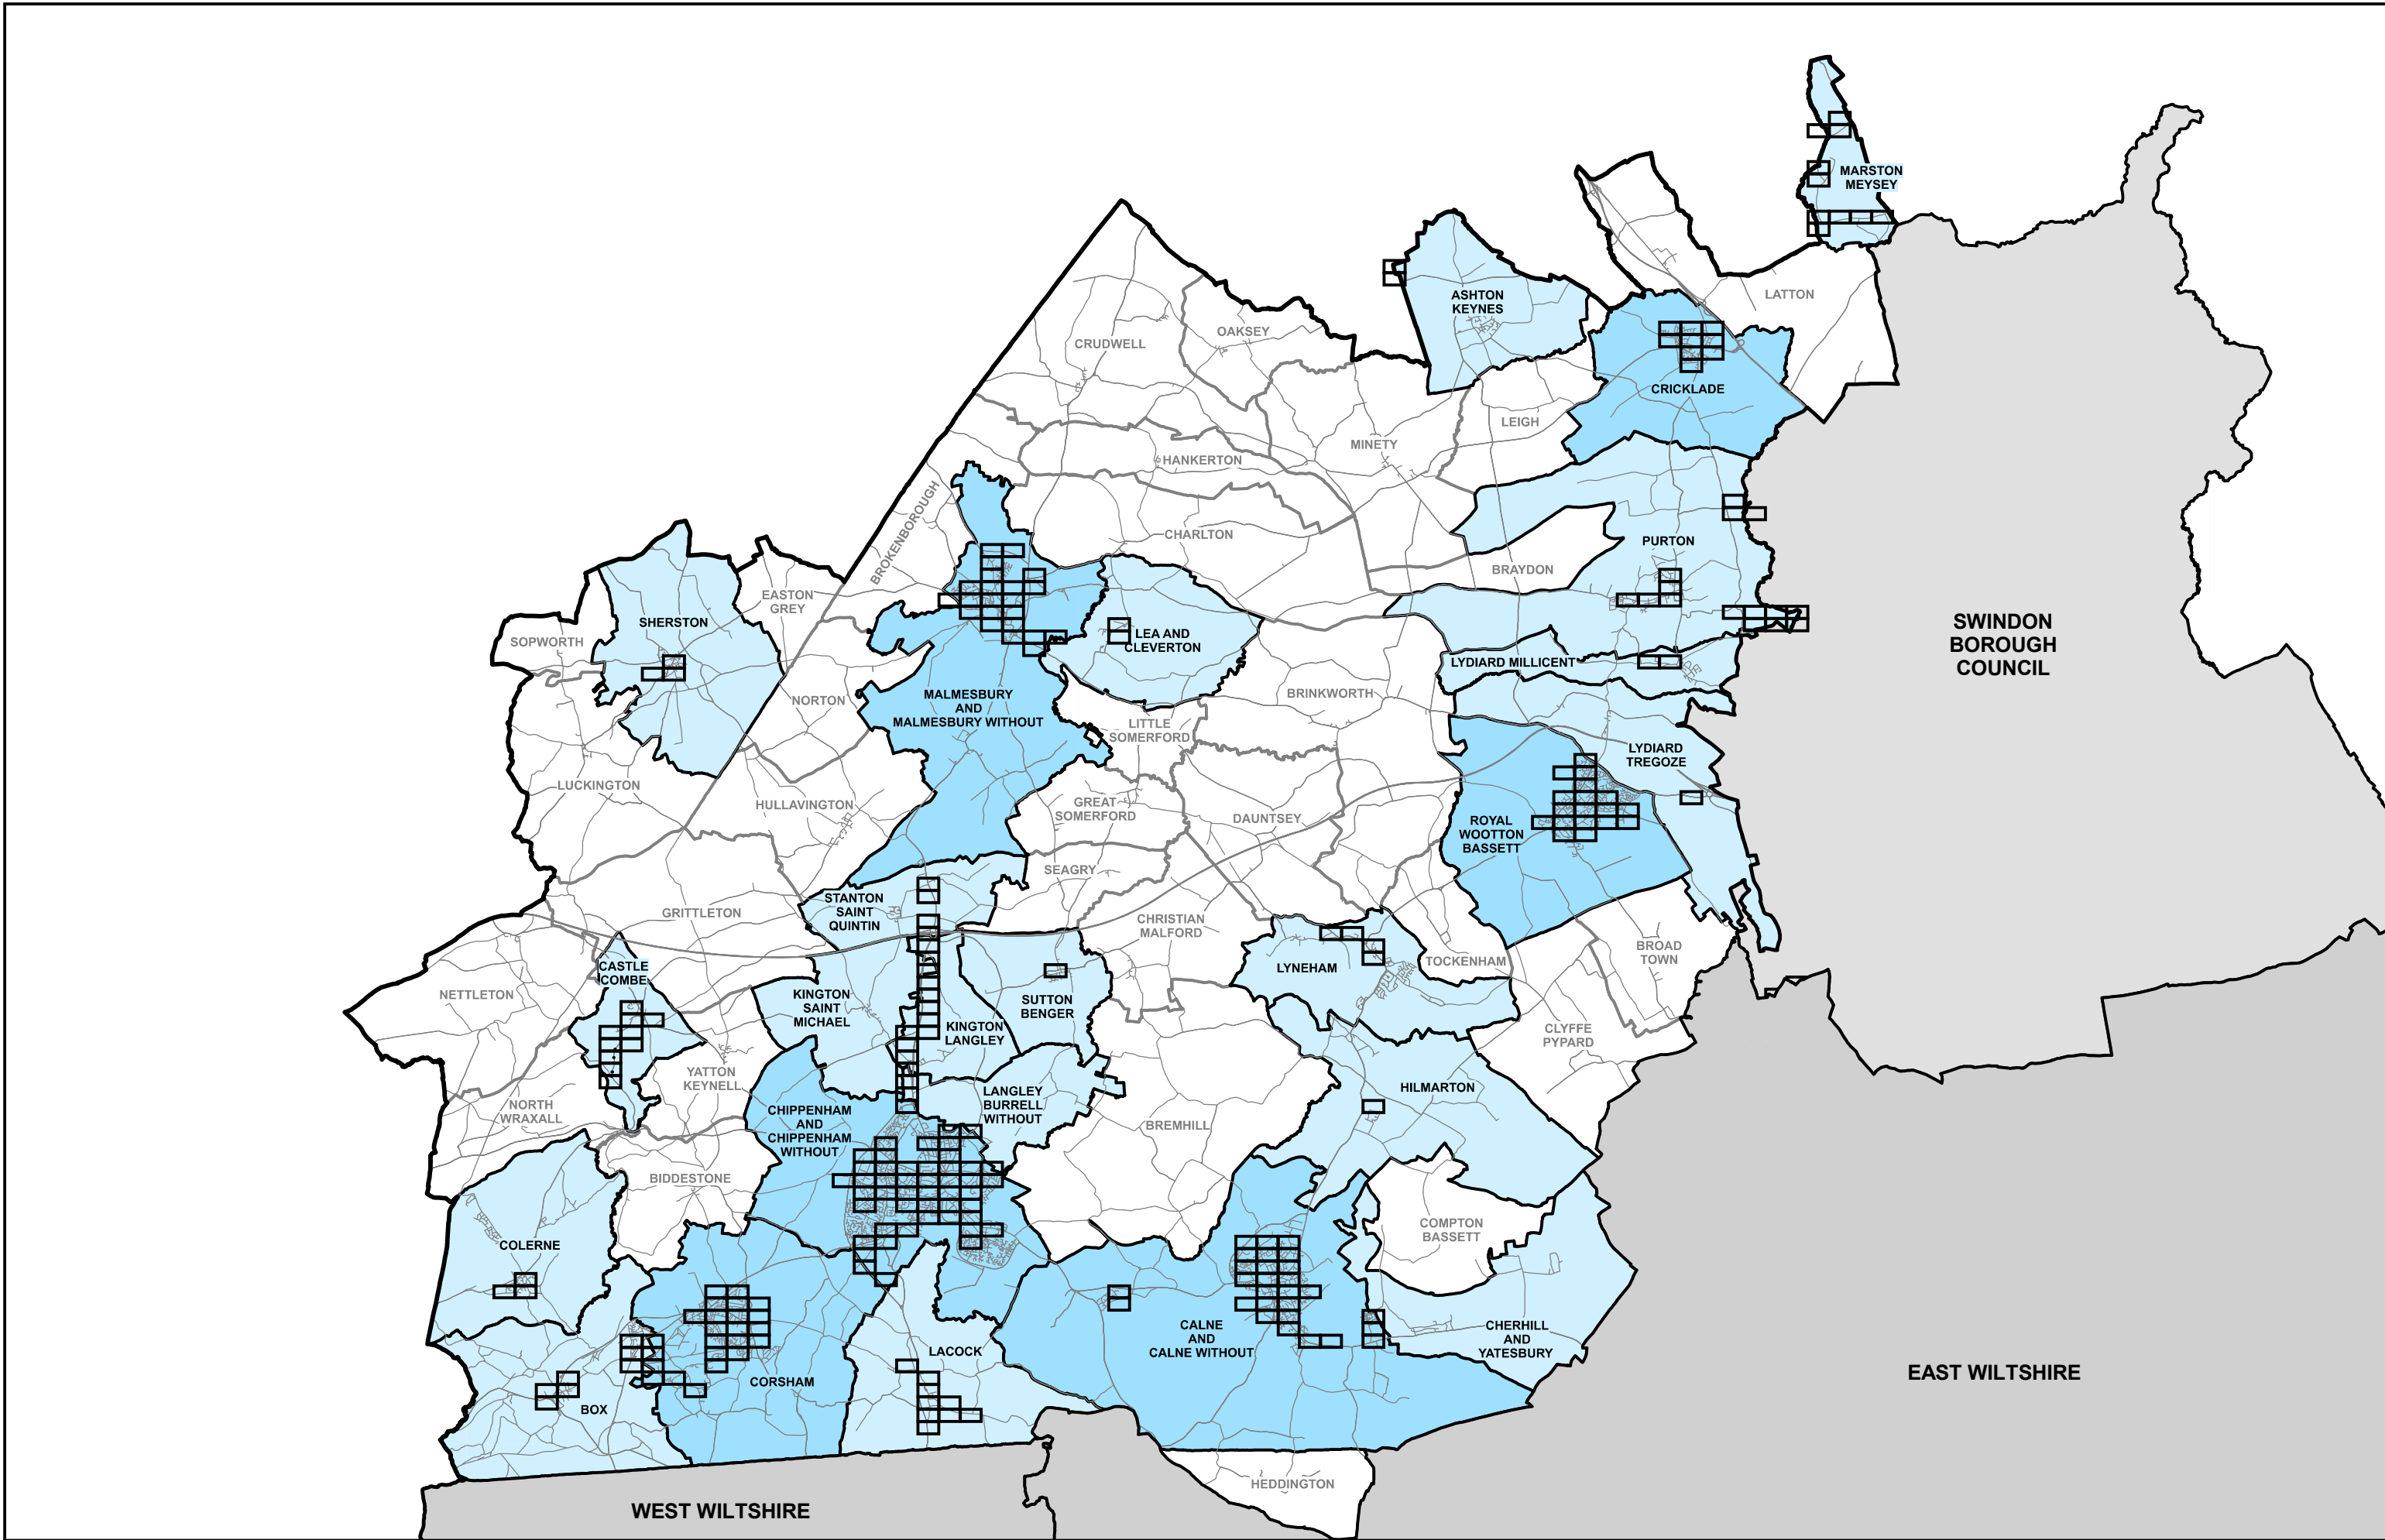 MARSTON
MEYSEY
LATTON
ASHTON
KEYNES
OAKSEY
CRUDWELL
CRICKLADE
LEIGH
MINETY
HANKERTON
BROKENBOROUGH
CHARLTON
PURTON
BRAYDON
EASTON
GREY
SHERSTON
SOPWORTH
LEA AND
CLEVERTON
SWINDON
BOROUGH
COUNCIL
LYDIARD MILLICENT
MALMESBURY
AND
MALMESBURY WITHOUT
NORTON
BRINKWORTH
LITTLE
SOMERFORD
LYDIARD
TREGOZE
LUCKINGTON
HULLAVINGTON
GREAT
SOMERFORD
DAUNTSEY
ROYAL
WOOTTON
BASSETT
SEAGRY
STANTON
SAINT
QUINTIN
GRITTLETON
CHRISTIAN
MALFORD
BROAD
TOWN
TOCKENHAM
LYNEHAM
CASTLE
COMBE
NETTLETON
KINGTON
SAINT
MICHAEL
SUTTON
BENGER
KINGTON
LANGLEY
CLYFFE
PYPARD
YATTON
KEYNELL
HILMARTON
NORTH
WRAXALL
LANGLEY
BURRELL
WITHOUT
CHIPPENHAM
AND
CHIPPENHAM
WITHOUT
BREMHILL
BIDDESTONE
COMPTON
BASSETT
COLERNE
CALNE
AND
CALNE WITHOUT
CHERHILL
AND
YATESBURY
LACOCK
CORSHAM
BOX
EAST WILTSHIRE
HEDDINGTON
WEST WILTSHIRE